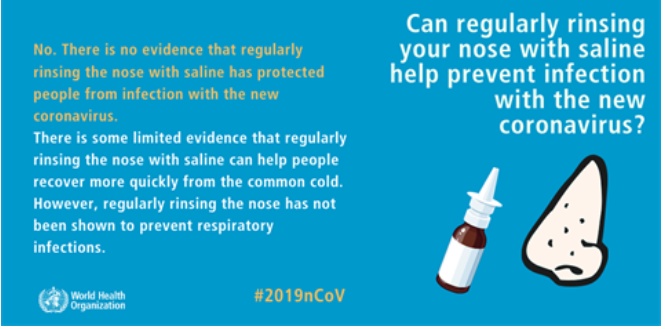 Can regularly rinsing
your nose with saline
help prevent infection
with the new
coronavirus?
No. There is no evidence that regularly
rinsing the nose with saline has protected
people from infection with the new
coronavirus.
There is some limited evidence that regularly
rinsing the nose with saline can help people
recover more quickly from the common cold.
However, regularly rinsing the nose has not
been shown to prevent respiratory
infections.
World Health
Organization
#2019nCoV